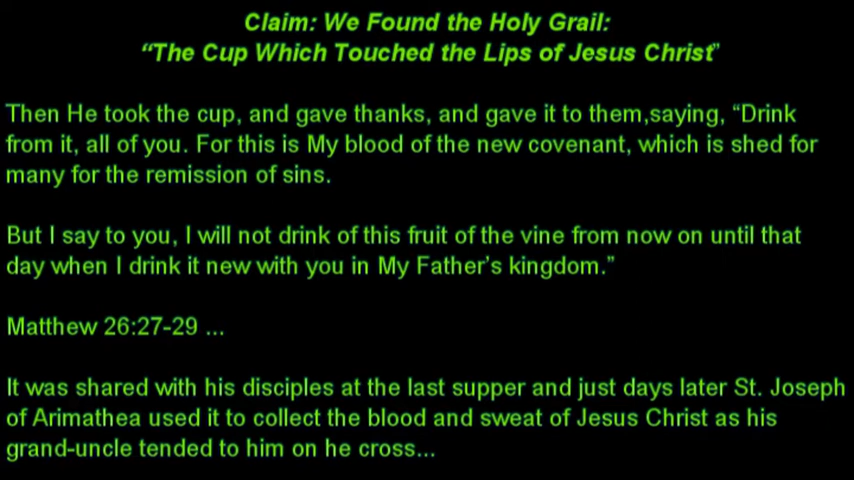 Claim: We Found the Holy Grail:
“The Cup Which Touched the Lips of Jesus Christ”
Then He took the cup, and gave thanks, and gave it to them,saying, “Drink
from it, all of you. For this is My blood of the new covenant, which is shed for
many for the remission of sins.
But I say to you, I will not drink of this fruit of the vine from now on until that
day when I drink it new with you in My Father’s kingdom.”
Matthew 26:27-29 ...
It was shared with his disciples at the last supper and just days later St. Joseph
of Arimathea used it to collect the blood and sweat of Jesus Christ as his
grand-uncle tended to him on he cross...